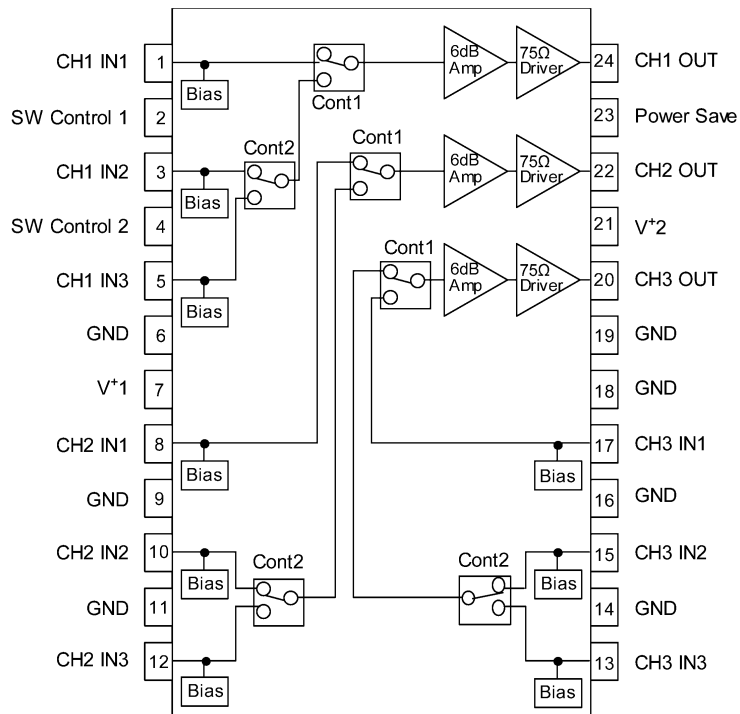 CH1 IN1
1
Bias
SW Control 1
2
CH1 IN2
3
Bias
SW Control 2
4
CH1 IN3
5
Bias
GND
6
V+1
7
CH2 IN1
8
Bias
GND
9
CH2 IN2
10
Bias
GND
11
CH2 IN3
12
Bias
Cont1
Cont2
Cont1
Cont1
Cont2
Cont2
6dB
Amp
75Ω
Driver
6dB
Amp
75Ω
Driver
6dB
Amp
75Ω
Driver
24
CH1 OUT
23
Power Save
22
CH2 OUT
21
V+2
20
CH3 OUT
19
GND
18
GND
17
CH3 IN1
Bias
16
GND
15
CH3 IN2
Bias
14
GND
13
CH3 IN3
Bias